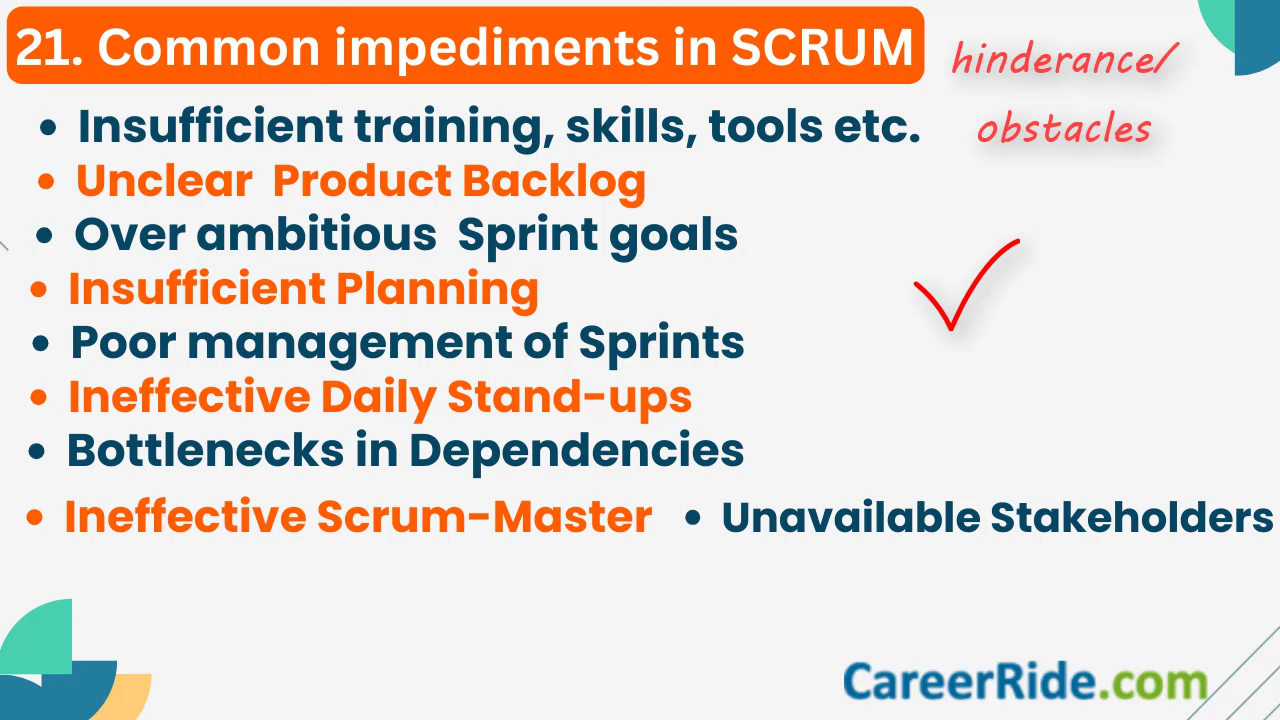 21. Common impediments in SCRUM
hinderance/
obstacles
• Insufficient training, skills, tools etc.
• Unclear Product Backlog
• Over ambitious Sprint goals
• Insufficient Planning
• Poor management of Sprints
• Ineffective Daily Stand-ups
• Bottlenecks in Dependencies
• Ineffective Scrum-Master • Unavailable Stakeholders
CareerRide.com